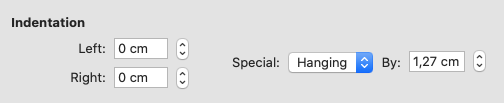 Indentation
Left: 0 cm
Special: Hanging By: 1,27 cm
Right: 0 cm